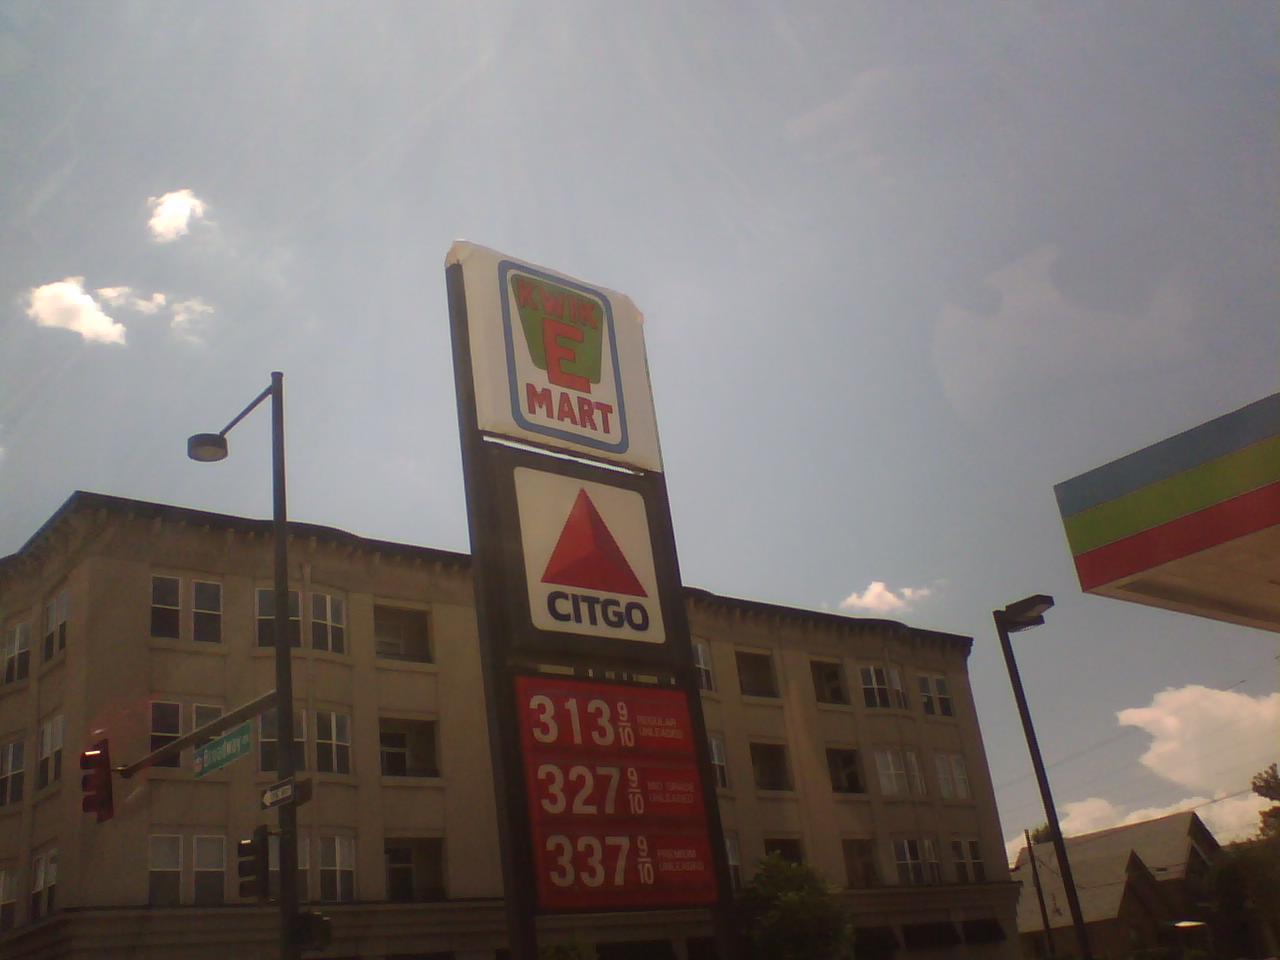 KWIK
E
MART
CITGO
313 9/10 REGULAR UNLEADED
327 9/10 MID GRADE UNLEADED
337 9/10 PREMIUM UNLEADED
Broadway